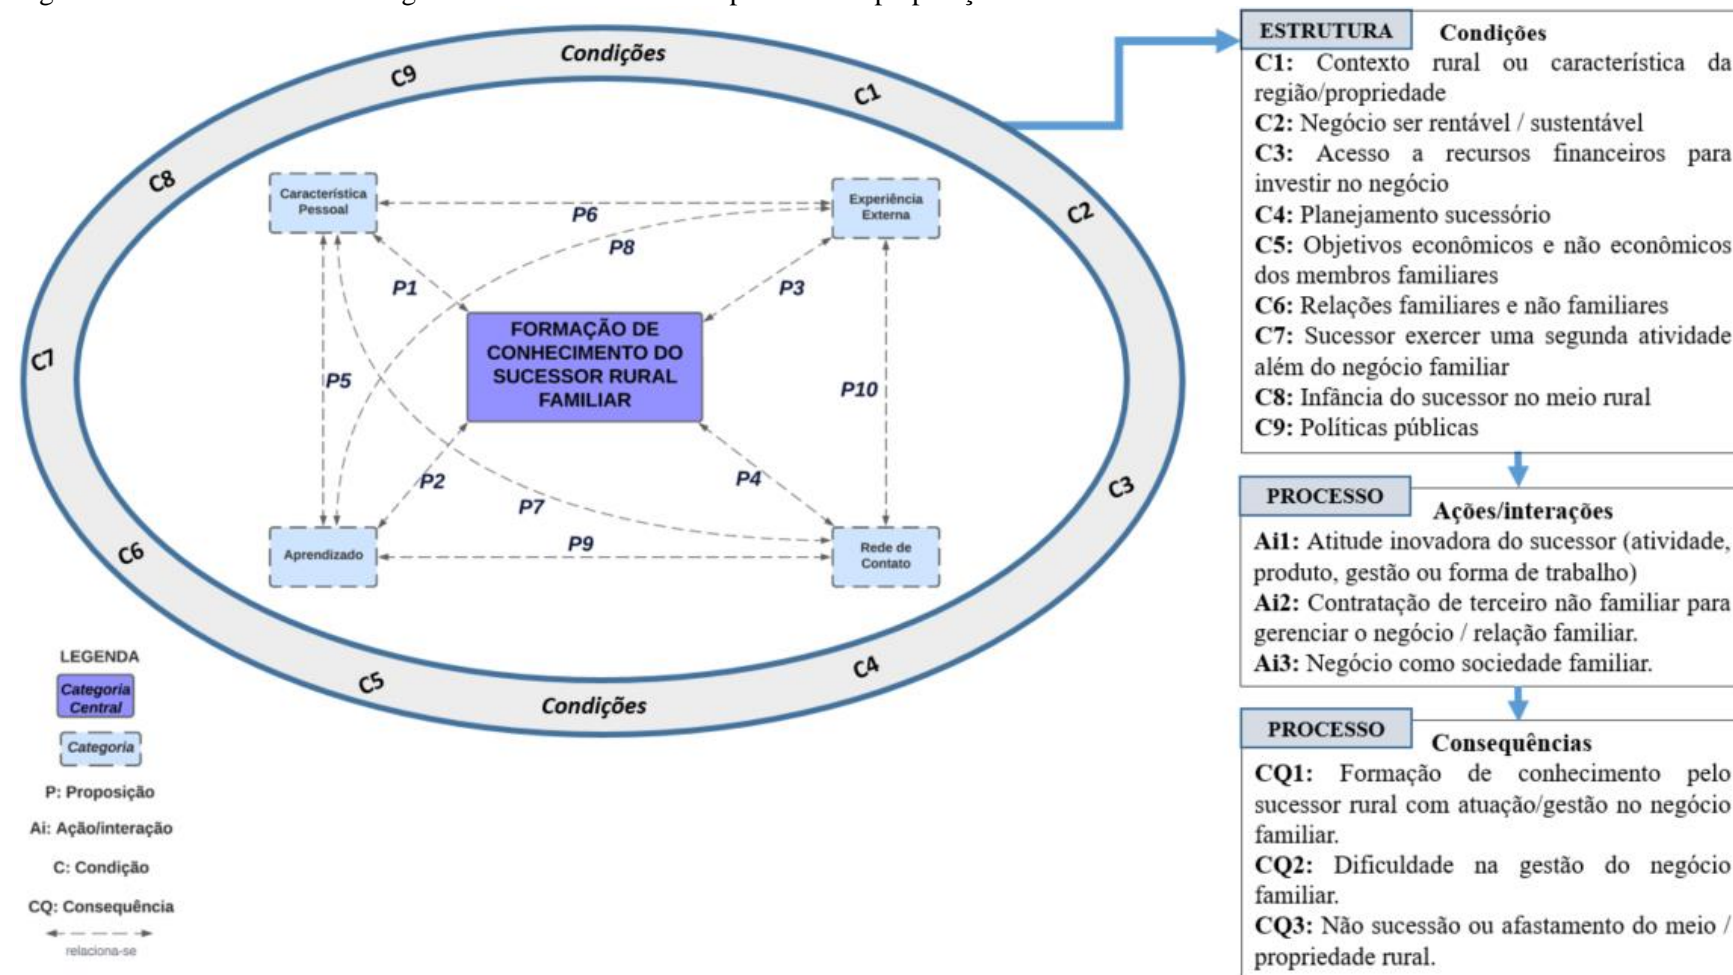 Condições
C9
C1
C8
C2
C7
C3
C6
C4
C5
Condições
Característica
Pessoal
Experiência
Externa
P6
P8
P1
P3
FORMAÇÃO DE
CONHECIMENTO DO
SUCESSOR RURAL
FAMILIAR
P5
P10
P2
P4
P7
P9
Aprendizado
Rede de
Contato
LEGENDA
Categoria
Central
Categoria
P: Proposição
Ai: Ação/interação
C: Condição
CQ: Consequência
relaciona-se
ESTRUTURA Condições
C1: Contexto rural ou característica da
região/propriedade
C2: Negócio ser rentável / sustentável
C3: Acesso a recursos financeiros para
investir no negócio
C4: Planejamento sucessório
C5: Objetivos econômicos e não econômicos
dos membros familiares
C6: Relações familiares e não familiares
C7: Sucessor exercer uma segunda atividade
além do negócio familiar
C8: Infância do sucessor no meio rural
C9: Políticas públicas
PROCESSO
Ações/interações
Ai1: Atitude inovadora do sucessor (atividade,
produto, gestão ou forma de trabalho)
Ai2: Contratação de terceiro não familiar para
gerenciar o negócio / relação familiar.
Ai3: Negócio como sociedade familiar.
PROCESSO
Consequências
CQ1: Formação de conhecimento pelo
sucessor rural com atuação/gestão no negócio
familiar.
CQ2: Dificuldade na gestão do negócio
familiar.
CQ3: Não sucessão ou afastamento do meio /
propriedade rural.